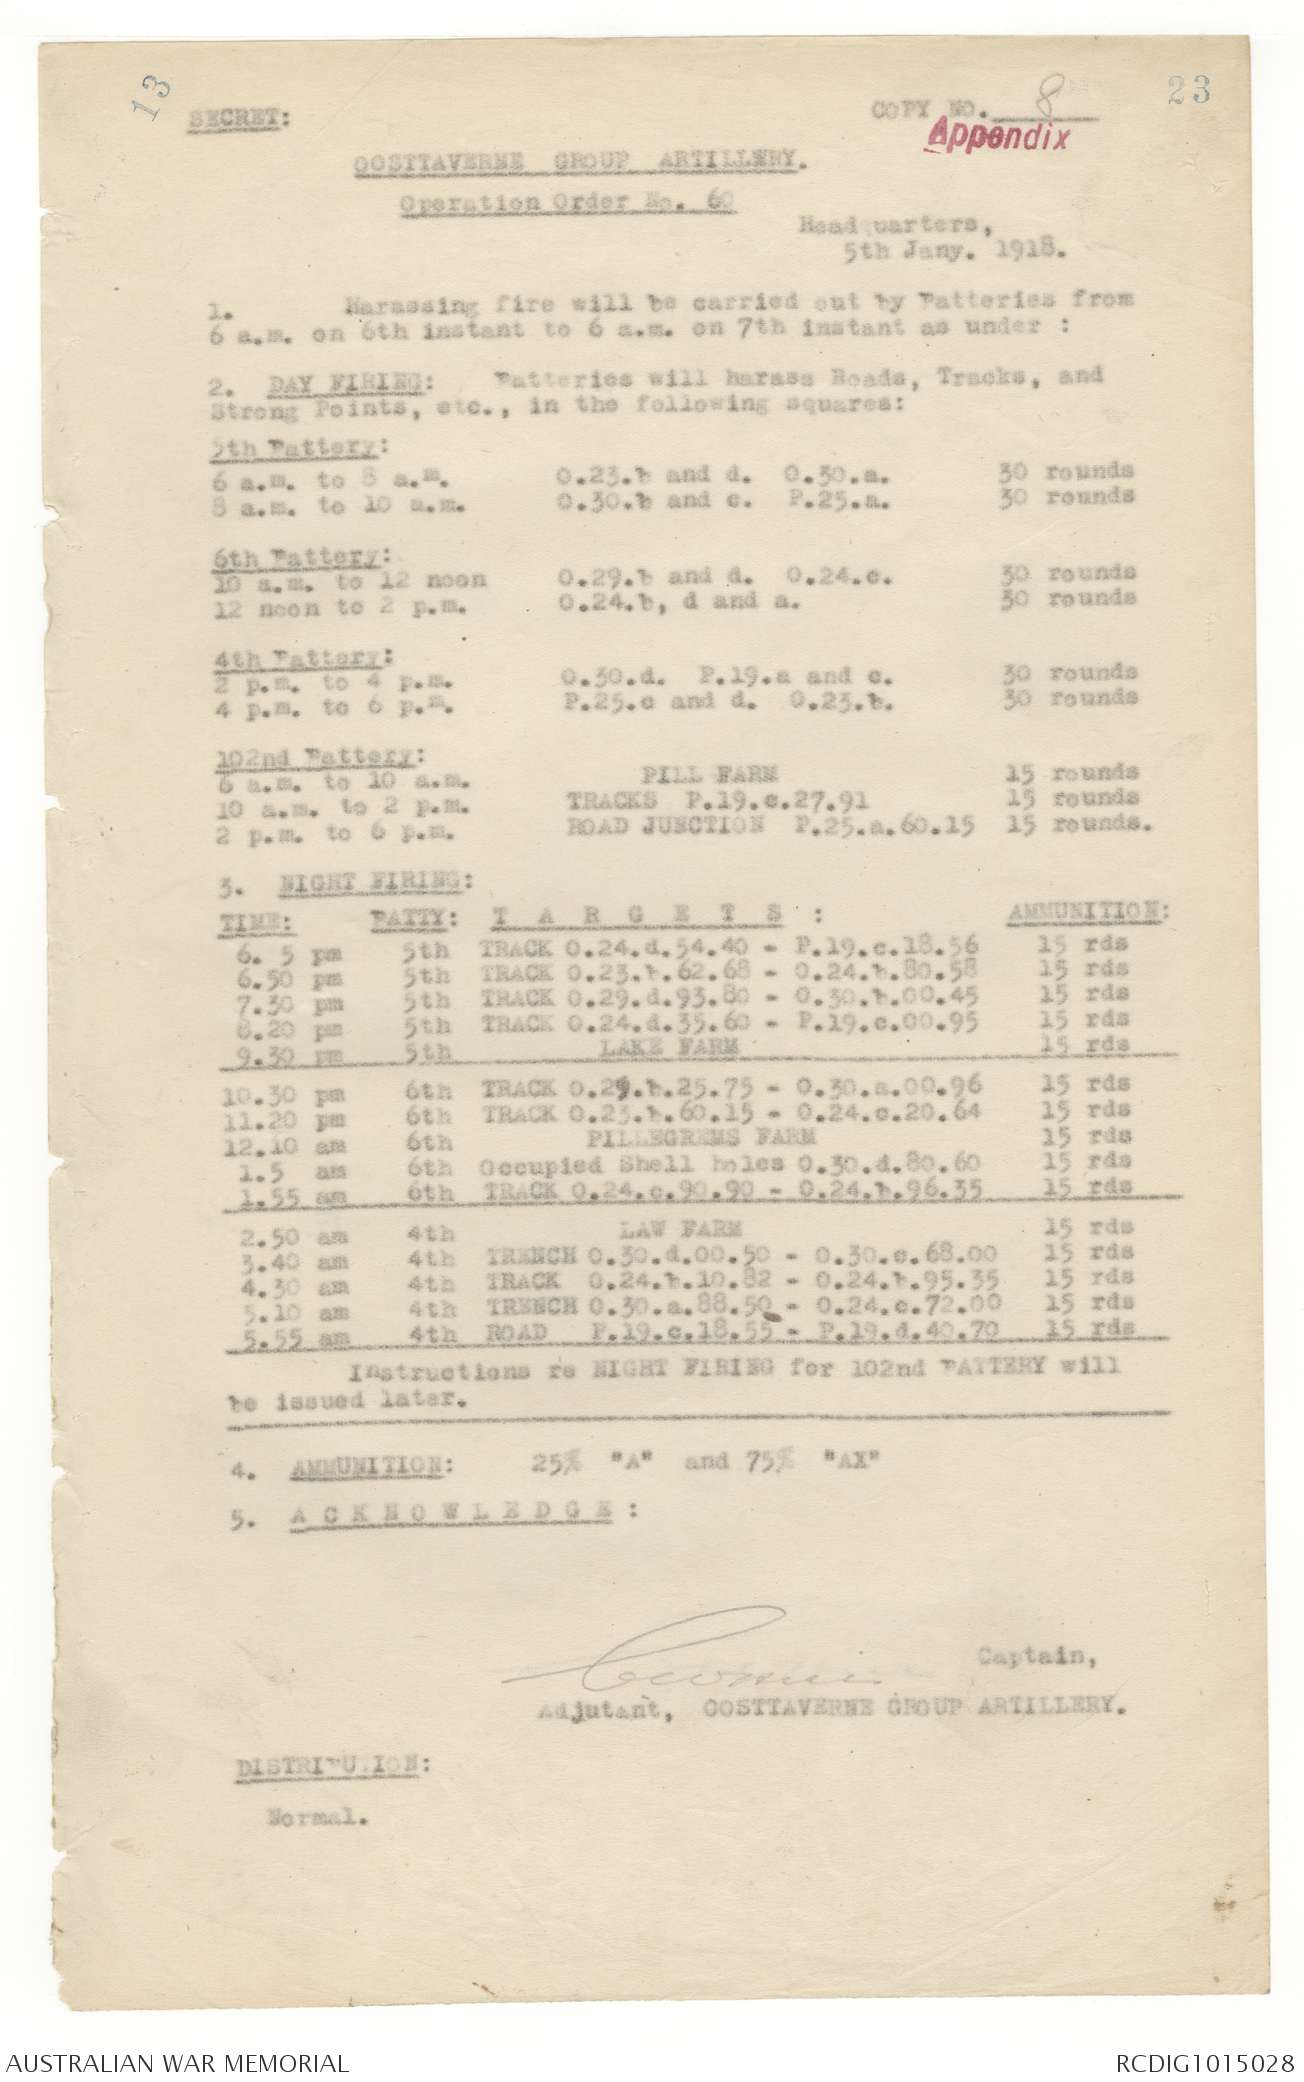 13
23
SECRET:
COPY NO. 8
Appendix
OOSTTAVERNE GROUP ARTILLERY.
Operation Order No. 60
Headquarters,
5th Jany. 1918.
1. Harassing fire will be carried out by Batteries from
6 a.m. on 6th instant to 6 a.m. on 7th instant as under :
2. DAY FIRING: Batteries will harass Roads, Tracks, and
Strong Points, etc., in the following squares:
5th Battery:
6 a.m. to 8 a.m. O.23.b and d. O.30.a. 30 rounds
8 a.m. to 10 a.m. O.30.b and c. P.25.a. 30 rounds
6th Battery:
10 a.m. to 12 noon O.29.b and d. O.24.c. 30 rounds
12 noon to 2 p.m. O.24.b, d and a. 30 rounds
4th Battery:
2 p.m. to 4 p.m. O.30.d. P.19.a and c. 30 rounds
4 p.m. to 6 p.m. P.25.c and d. O.23.b. 30 rounds
102nd Battery:
6 a.m. to 10 a.m. PILL FARM 15 rounds
10 a.m. to 2 p.m. TRACKS P.19.c.27.91 15 rounds
2 p.m. to 6 p.m. ROAD JUNCTION P.25.a.60.15 15 rounds.
3. NIGHT FIRING:
TIME: BATTY: T A R G E T S : AMMUNITION:
6. 5 pm 5th TRACK O.24.d.54.40 - P.19.c.18.56 15 rds
6.50 pm 5th TRACK O.23.b.62.68 - O.24.b.80.58 15 rds
7.30 pm 5th TRACK O.29.d.93.80 - O.30.b.00.45 15 rds
8.20 pm 5th TRACK O.24.d.35.60 - P.19.c.00.95 15 rds
9.30 pm 5th LAKE FARM 15 rds
10.30 pm 6th TRACK O.29.b.25.75 - O.30.a.00.96 15 rds
11.20 pm 6th TRACK O.23.b.60.15 - O.24.c.20.64 15 rds
12.10 am 6th PILLEGREMS FARM 15 rds
1.5 am 6th Occupied Shell holes O.30.d.80.60 15 rds
1.55 am 6th TRACK O.24.c.90.90 - O.24.b.96.35 15 rds
2.50 am 4th LAW FARM 15 rds
3.40 am 4th TRENCH O.30.d.00.50 - O.30.c.68.00 15 rds
4.30 am 4th TRACK O.24.b.10.82 - O.24.b.95.35 15 rds
5.10 am 4th TRENCH O.30.a.88.50 - O.24.c.72.00 15 rds
5.55 am 4th ROAD P.19.c.18.55 - P.19.d.40.70 15 rds
Instructions re NIGHT FIRING for 102nd BATTERY will
be issued later.
4. AMMUNITION: 25% "A" and 75% "AX"
5. A C K N O W L E D G E :
Captain,
Adjutant, OOSTTAVERNE GROUP ARTILLERY.
DISTRIBUTION:
Normal.
AUSTRALIAN WAR MEMORIAL
RCDIG1015028